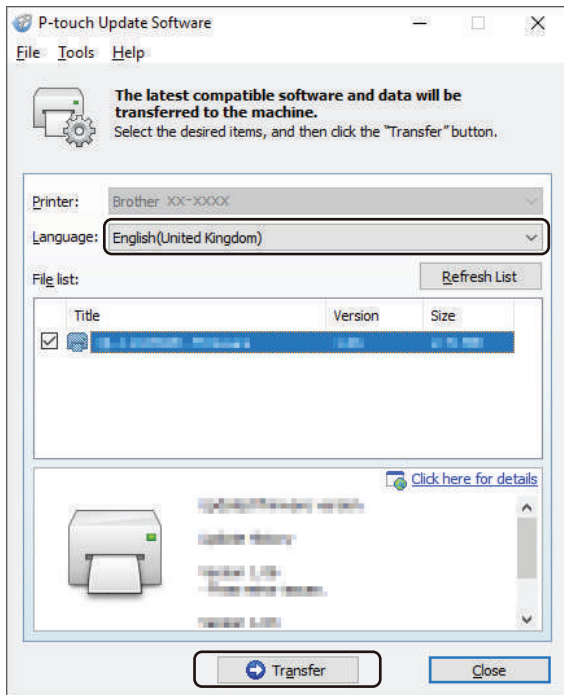 P-touch Update Software
File Tools Help
The latest compatible software and data will be
transferred to the machine.
Select the desired items, and then click the "Transfer" button.
Printer: Brother XX-XXXX
Language: English(United Kingdom)
File list: Refresh List
Title Version Size
Click here for details
Transfer Close